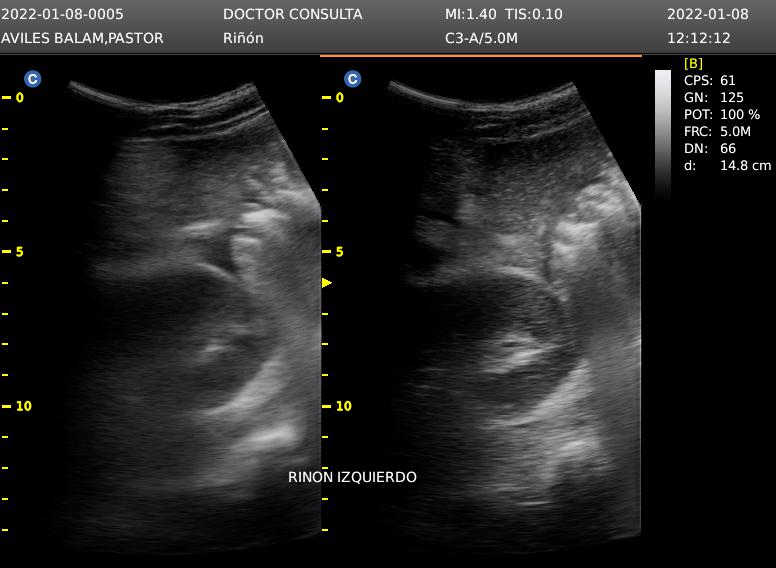 2022-01-08-0005 DOCTOR CONSULTA MI:1.40 TIS:0.10 2022-01-08
AVILES BALAM,PASTOR Riñón C3-A/5.0M 12:12:12
C C [B]
0 0 CPS: 61
GN: 125
POT: 100 %
FRC: 5.0M
DN: 66
d: 14.8 cm
5 5
10 10
RINON IZQUIERDO